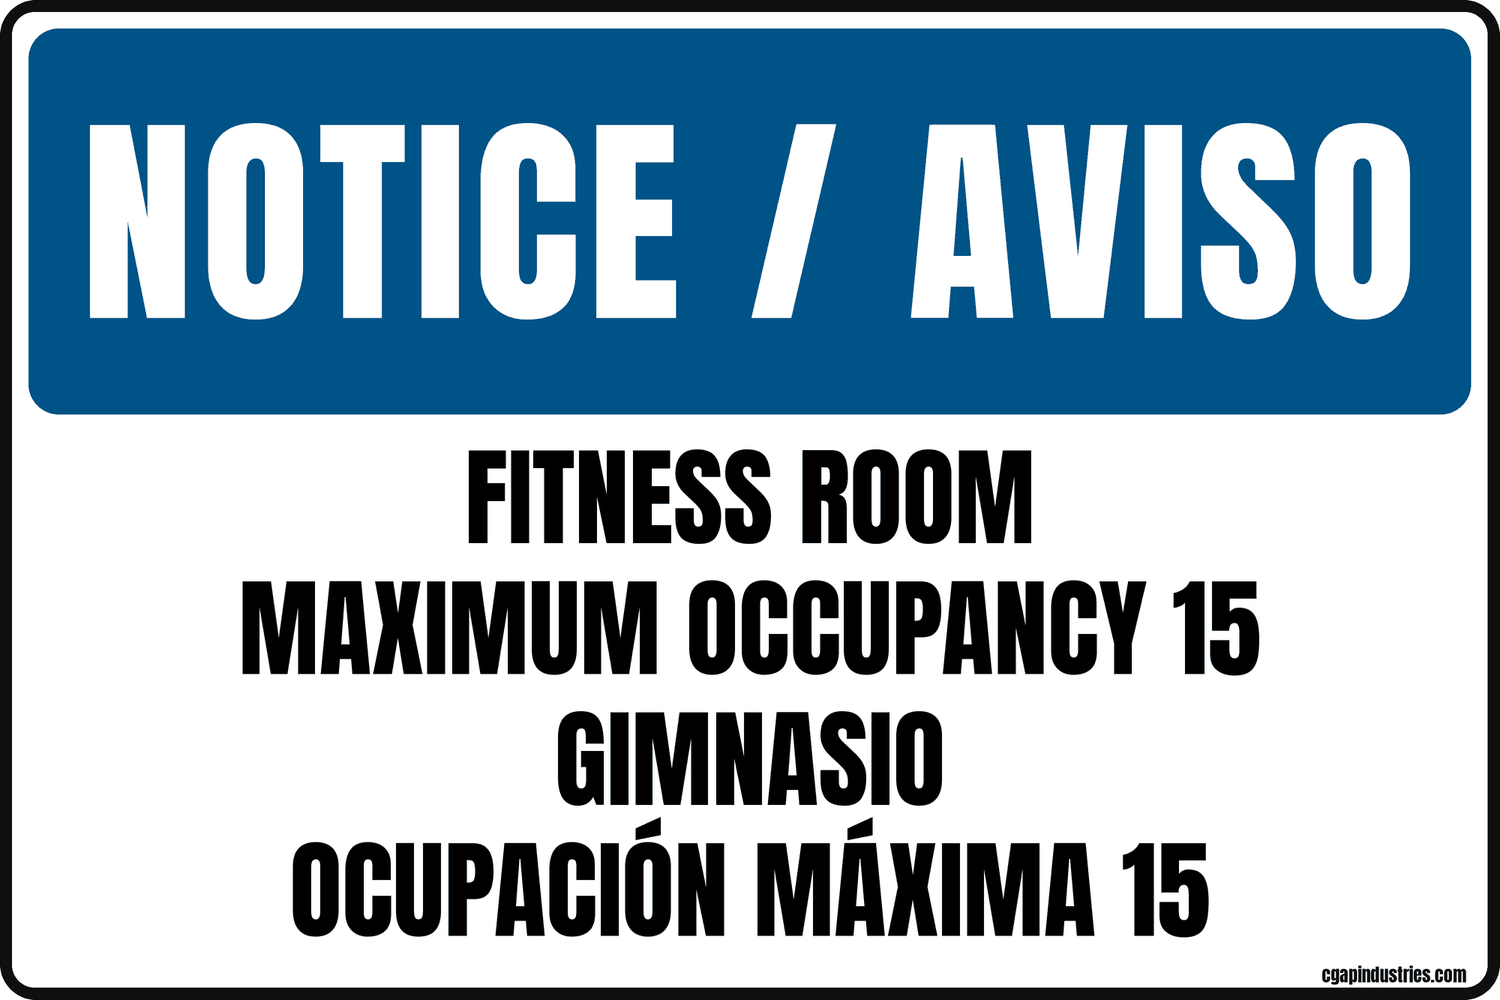 NOTICE / AVISO
FITNESS ROOM
MAXIMUM OCCUPANCY 15
GIMNASIO
OCUPACIÓN MÁXIMA 15
cgapindustries.com